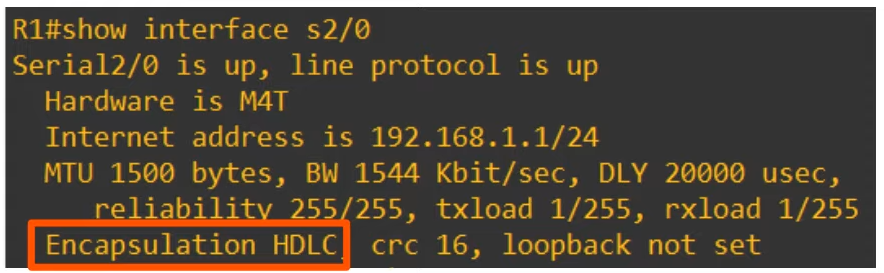 R1#show interface s2/0
Serial2/0 is up, line protocol is up
Hardware is M4T
Internet address is 192.168.1.1/24
MTU 1500 bytes, BW 1544 Kbit/sec, DLY 20000 usec,
reliability 255/255, txload 1/255, rxload 1/255
Encapsulation HDLC, crc 16, loopback not set